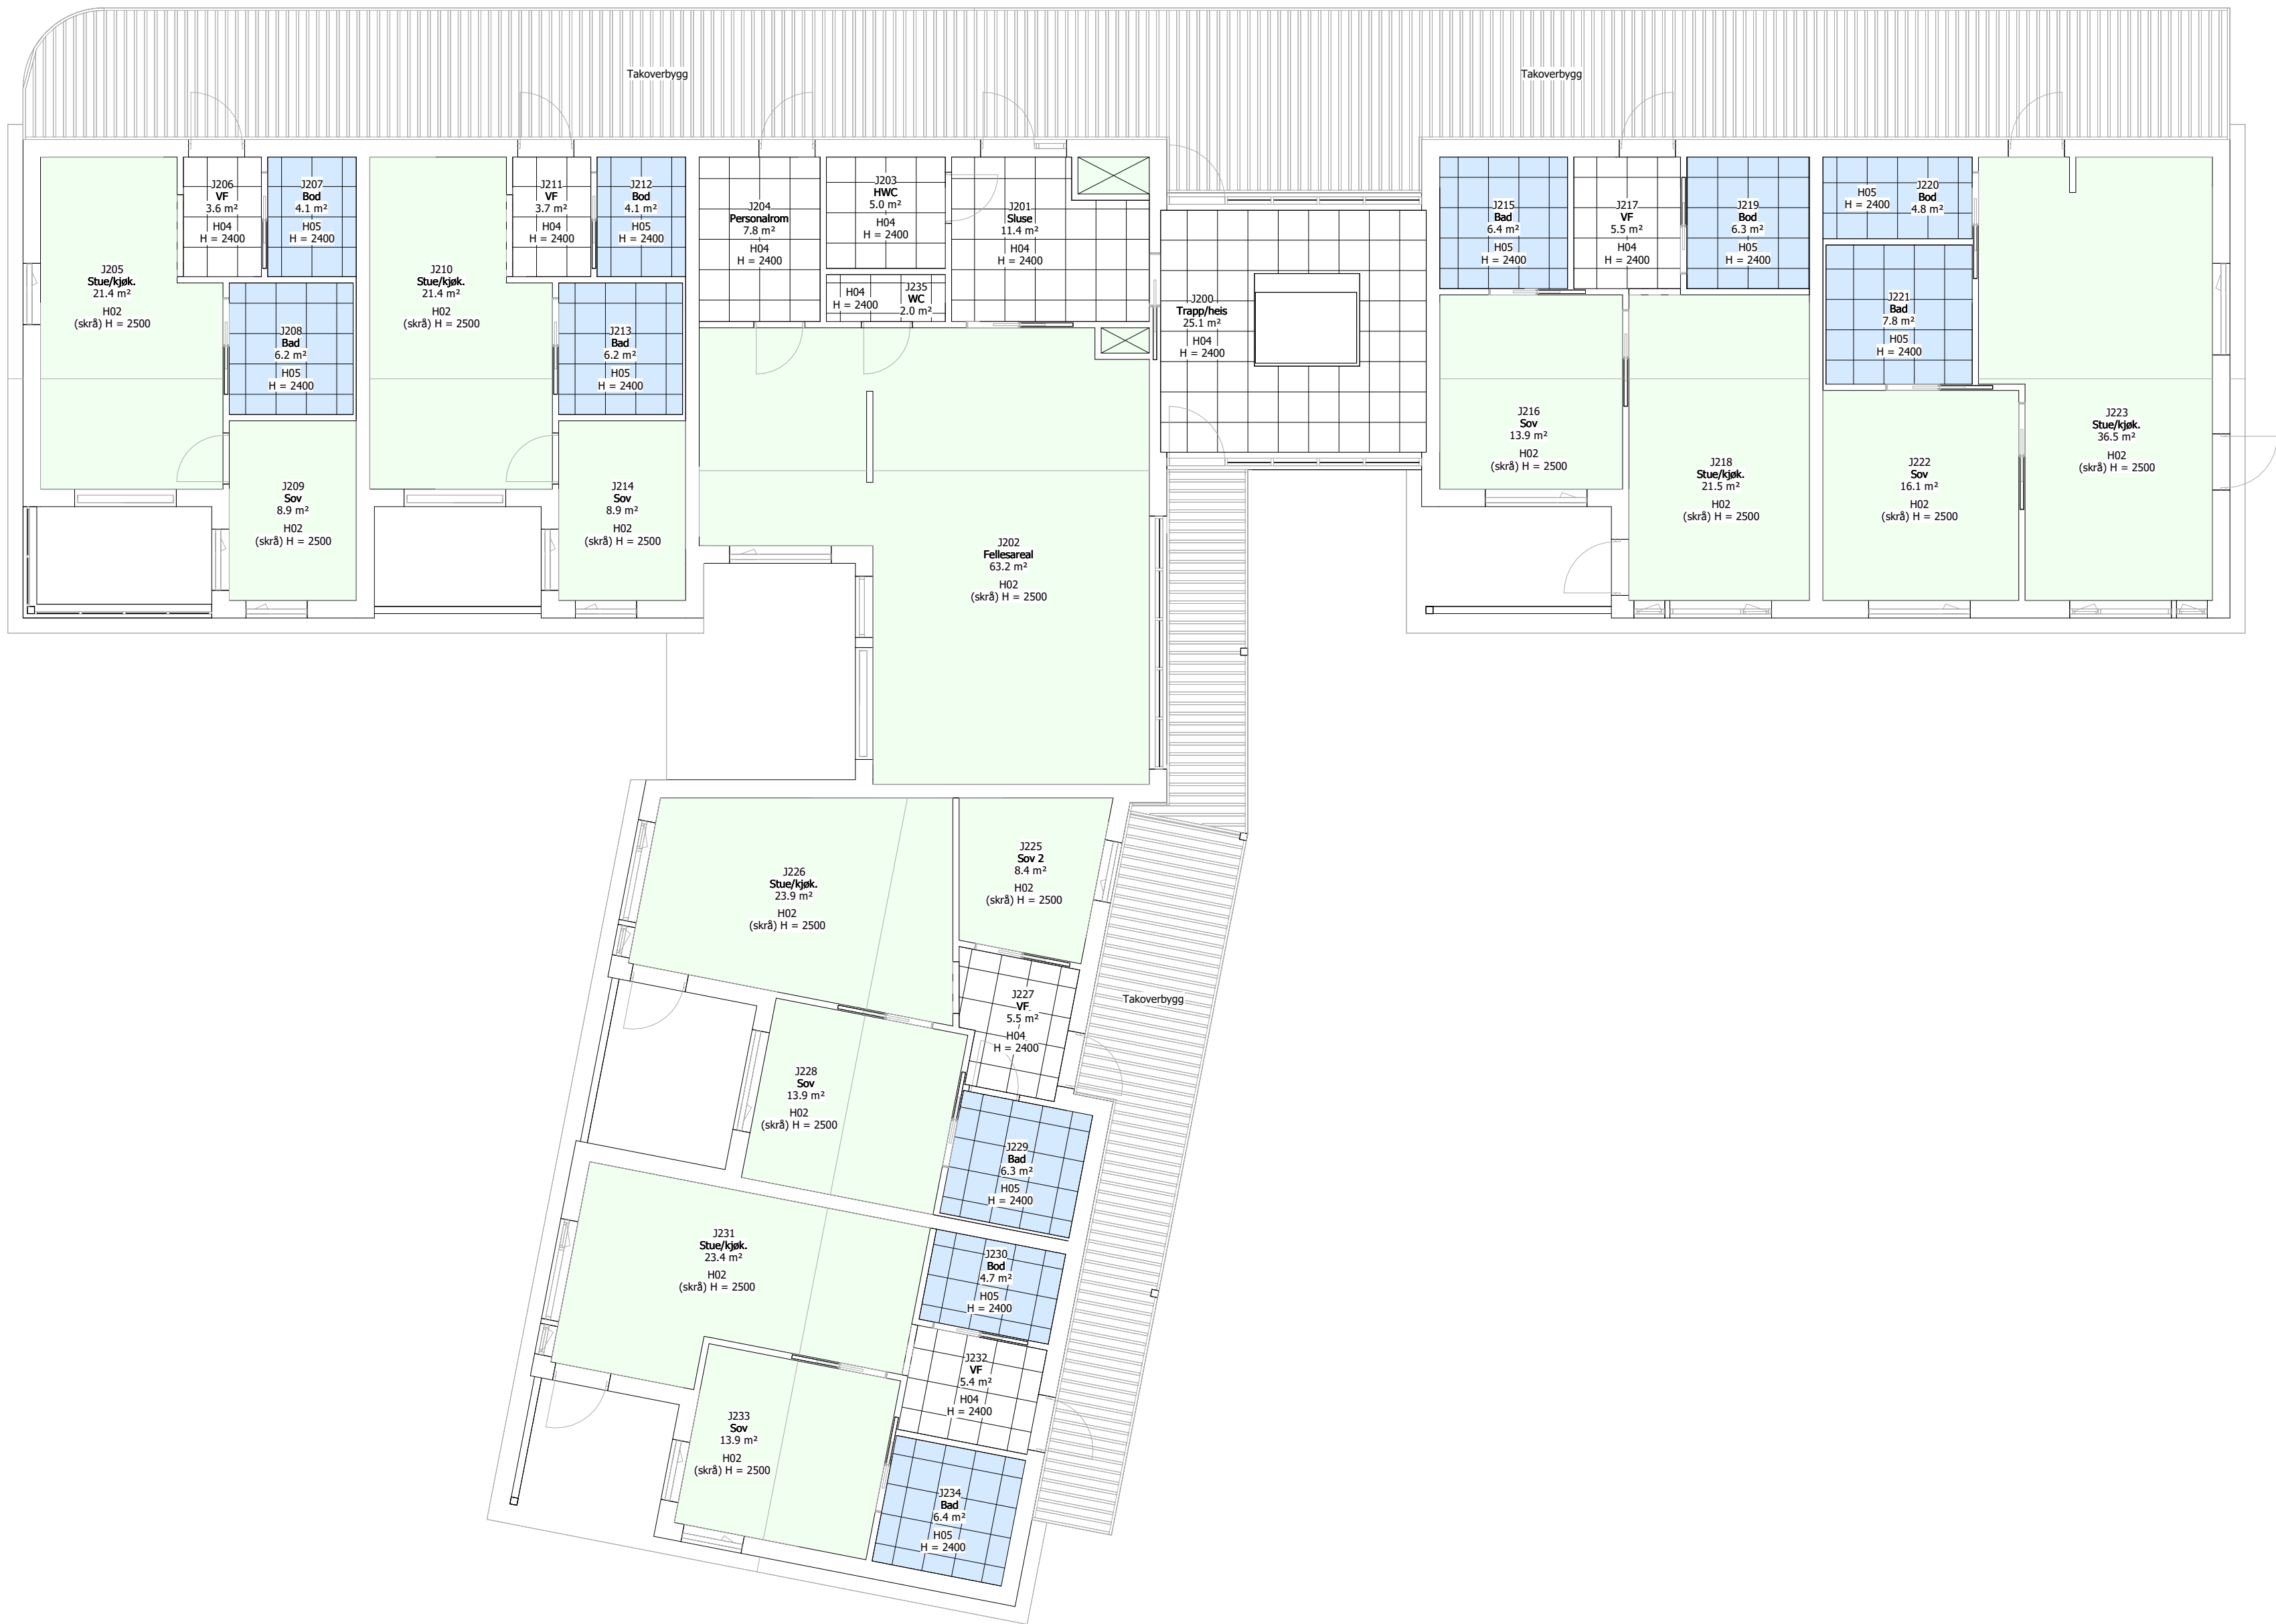 Takoverbygg
Takoverbygg
J206
VF
3.6 m²
H04
H = 2400
J207
Bod
4.1 m²
H05
H = 2400
J211
VF
3.7 m²
H04
H = 2400
J212
Bod
4.1 m²
H05
H = 2400
J204
Personalrom
7.8 m²
H04
H = 2400
J203
HWC
5.0 m²
H04
H = 2400
J201
Sluse
11.4 m²
H04
H = 2400
J215
Bad
6.4 m²
H05
H = 2400
J217
VF
5.5 m²
H04
H = 2400
J219
Bod
6.3 m²
H05
H = 2400
J220
Bod
4.8 m²
H05
H = 2400
J205
Stue/kjøk.
21.4 m²
H02
(skrå) H = 2500
J210
Stue/kjøk.
21.4 m²
H02
(skrå) H = 2500
J235
WC
2.0 m²
H04
H = 2400
J200
Trapp/heis
25.1 m²
H04
H = 2400
J221
Bad
7.8 m²
H05
H = 2400
J208
Bad
6.2 m²
H05
H = 2400
J213
Bad
6.2 m²
H05
H = 2400
J216
Sov
13.9 m²
H02
(skrå) H = 2500
J223
Stue/kjøk.
36.5 m²
H02
(skrå) H = 2500
J209
Sov
8.9 m²
H02
(skrå) H = 2500
J214
Sov
8.9 m²
H02
(skrå) H = 2500
J218
Stue/kjøk.
21.5 m²
H02
(skrå) H = 2500
J222
Sov
16.1 m²
H02
(skrå) H = 2500
J202
Fellesareal
63.2 m²
H02
(skrå) H = 2500
J226
Stue/kjøk.
23.9 m²
H02
(skrå) H = 2500
J225
Sov 2
8.4 m²
H02
(skrå) H = 2500
J227
VF
5.5 m²
H04
H = 2400
Takoverbygg
J228
Sov
13.9 m²
H02
(skrå) H = 2500
J229
Bad
6.3 m²
H05
H = 2400
J231
Stue/kjøk.
23.4 m²
H02
(skrå) H = 2500
J230
Bod
4.7 m²
H05
H = 2400
J232
VF
5.4 m²
H04
H = 2400
J233
Sov
13.9 m²
H02
(skrå) H = 2500
J234
Bad
6.4 m²
H05
H = 2400